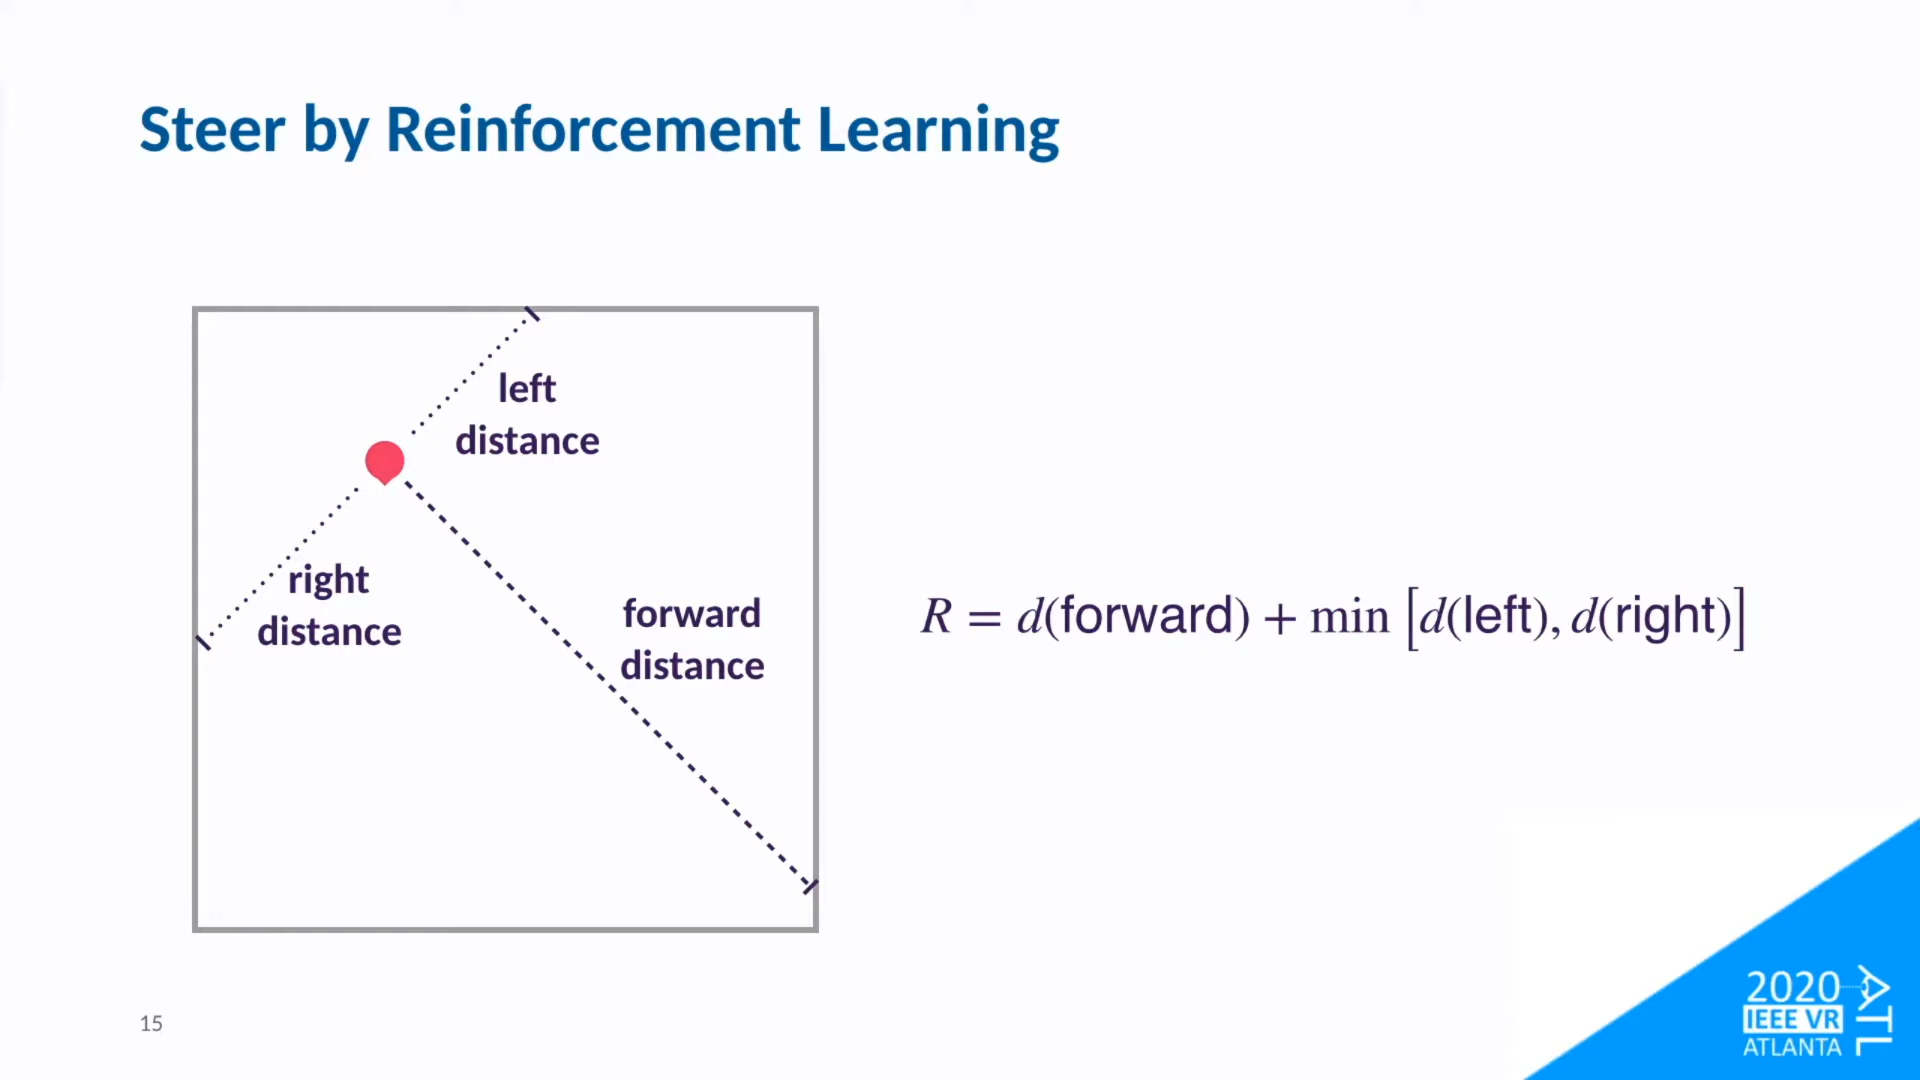 Steer by Reinforcement Learning
left
distance
right
distance
forward
distance
R = d(forward) + min [d(left), d(right)]
15
2020
IEEE VR
ATLANTA
ATL